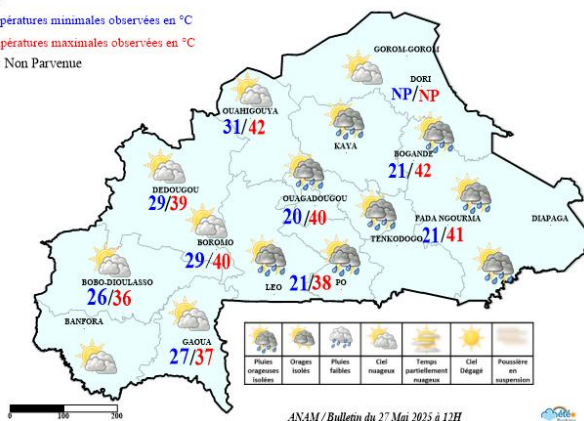 pératures minimales observées en °C
pératures maximales observées en °C
Non Parvenue
GOROM-GOROM
DORI
NP/NP
OUAHIGOUYA
31/42
KAYA
BOGANDE
21/42
DEDOUGOU
29/39
OUAGADOUGOU
20/40
FADA NGOURMA
21/41
DIAPAGA
TENKODOGO
BOROMO
29/40
BOBO-DIOULASSO
26/36
LEO
21/38
PO
BANFORA
GAOUA
27/37
Pluies orageuses isolées
Orages isolés
Pluies faibles
Ciel nuageux
Temps partiellement nuageux
Ciel Dégagé
Poussière en suspension
0 100 200
ANAM / Bulletin du 27 Mai 2025 à 12H